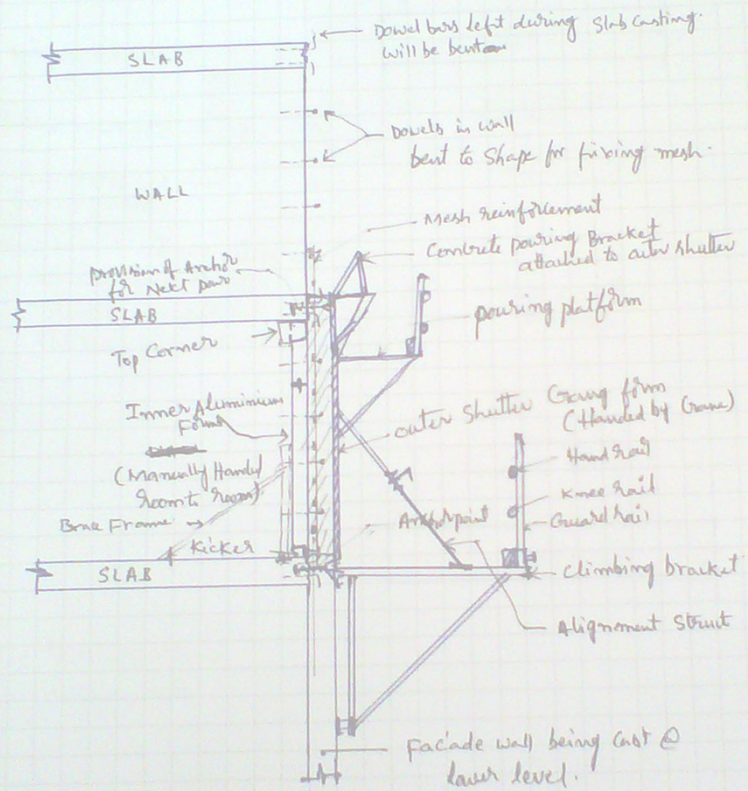 Dowel bars left during Slab Casting.
will be bent
SLAB
Dowels in wall
bent to Shape for fixing mesh.
WALL
Mesh reinforcement
Concrete pouring Bracket
attached to outer shutter
provision of Anchor
for Next pour
SLAB
pouring platform
Top Corner
Inner Aluminium
Form
(Manually Handed
room to room)
outer Shutter Gang form
(Handed by Crane)
Hand rail
Knee rail
Guard rail
Brace Frame
Anchor point
Kicker
SLAB
Climbing bracket
Alignment Strut
Facade wall being cast @
lower level.